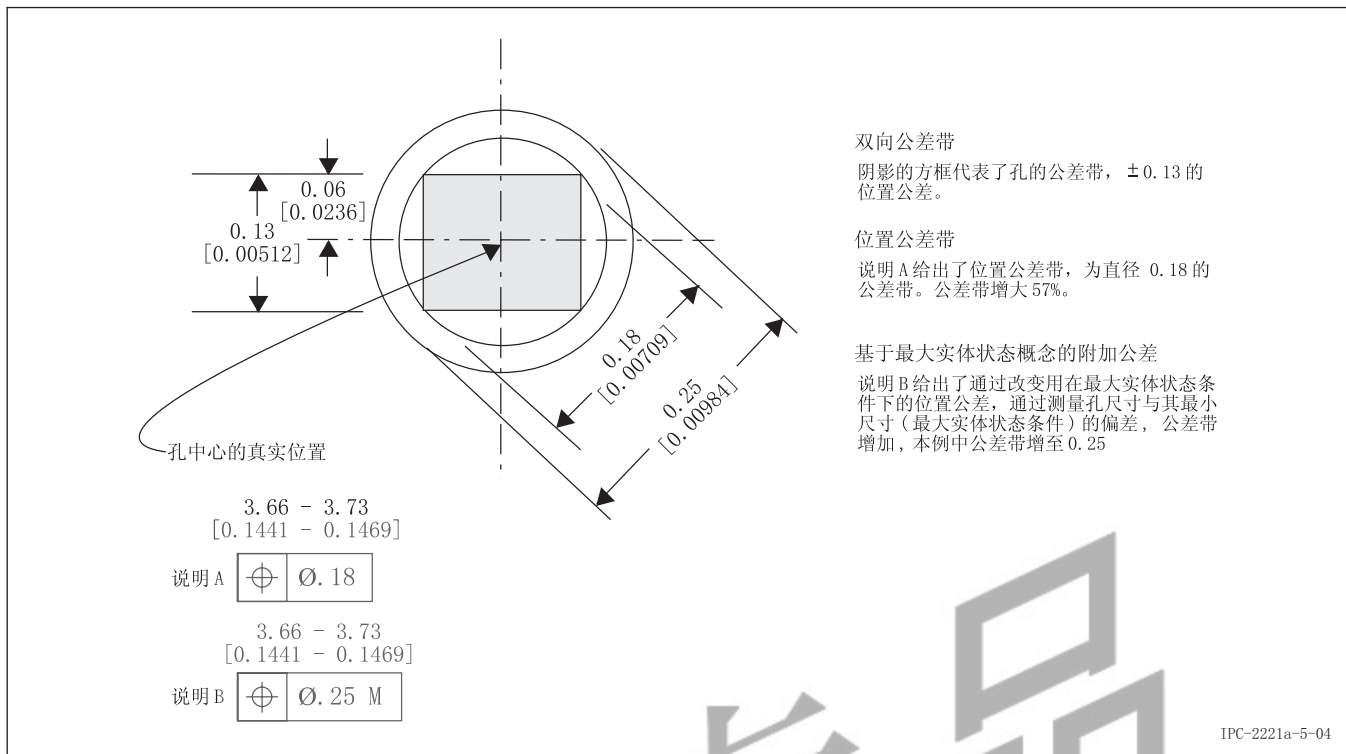 0.06
[0.0236]
0.13
[0.00512]
0.18
[0.00709]
0.25
[0.00984]
孔中心的真实位置
3.66 - 3.73
[0.1441 - 0.1469]
说明A ⌖ Ø.18
3.66 - 3.73
[0.1441 - 0.1469]
说明B ⌖ Ø.25 M
双向公差带
阴影的方框代表了孔的公差带，±0.13的
位置公差。
位置公差带
说明A给出了位置公差带，为直径 0.18的
公差带。公差带增大57%。
基于最大实体状态概念的附加公差
说明B给出了通过改变用在最大实体状态条
件下的位置公差，通过测量孔尺寸与其最小
尺寸(最大实体状态条件)的偏差，公差带
增加,本例中公差带增至0.25
IPC-2221a-5-04